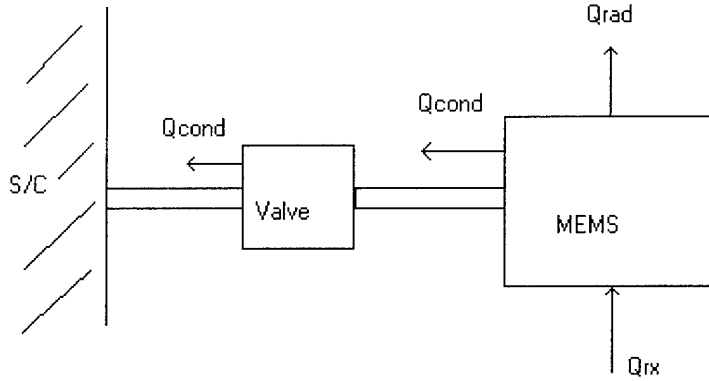 Qrad
Qcond
Qcond
S/C
Valve
MEMS
Qrx